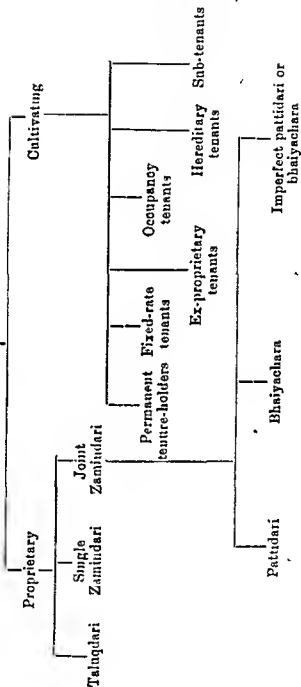 Proprietary
Cultivating
Taluqdari
Single
Zamindari
Joint
Zamindari
Permanent
tenure-holders
Fixed-rate
tenants
Ex-proprietary
tenants
Occupancy
tenants
Hereditary
tenants
Sub-tenants
Pattidari
Bhaiyachara
Imperfect pattidari or
bhaiyachara